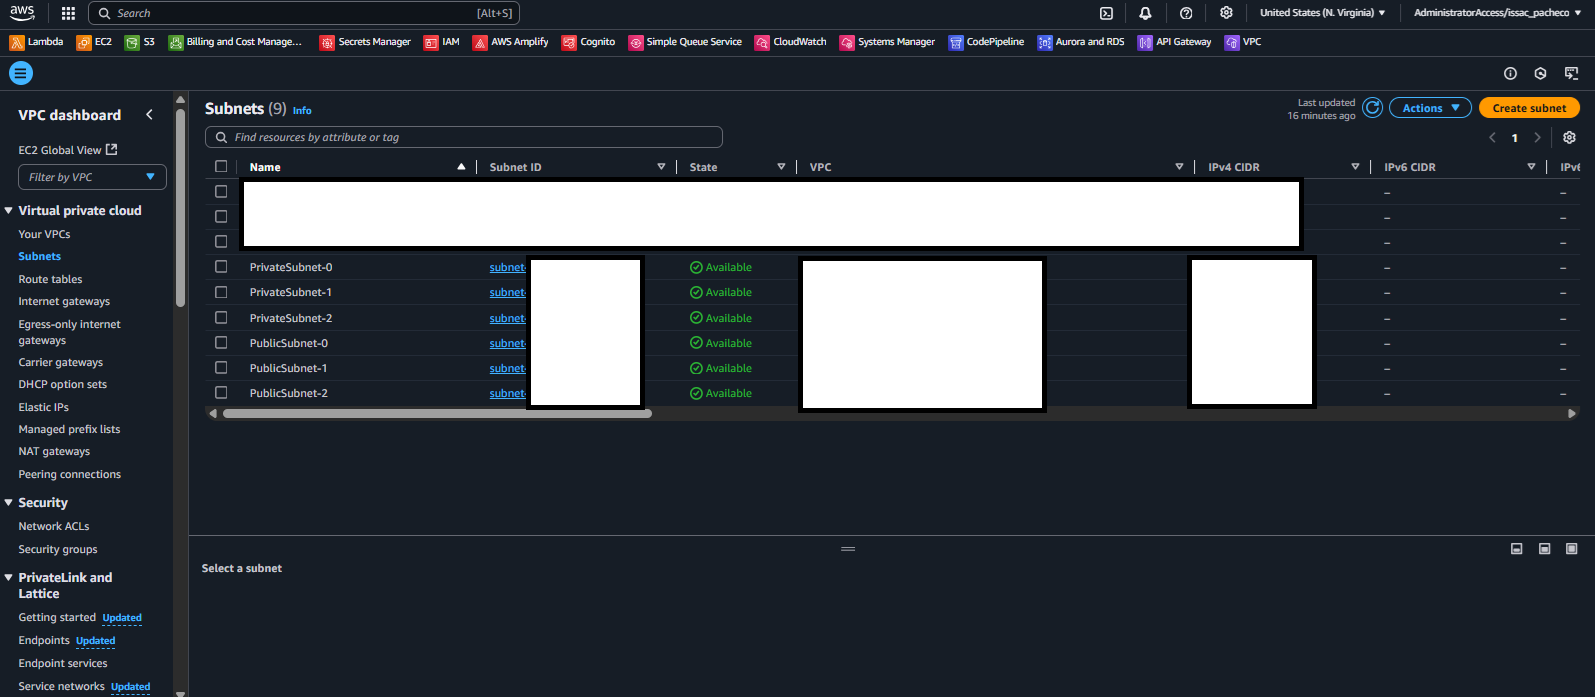 aws Search [Alt+S] United States (N. Virginia) AdministratorAccess/issac_pacheco
Lambda EC2 S3 Billing and Cost Manage... Secrets Manager IAM AWS Amplify Cognito Simple Queue Service CloudWatch Systems Manager CodePipeline Aurora and RDS API Gateway VPC
VPC dashboard
EC2 Global View
Filter by VPC
Virtual private cloud
Your VPCs
Subnets
Route tables
Internet gateways
Egress-only internet
gateways
Carrier gateways
DHCP option sets
Elastic IPs
Managed prefix lists
NAT gateways
Peering connections
Security
Network ACLs
Security groups
PrivateLink and
Lattice
Getting started Updated
Endpoints Updated
Endpoint services
Service networks Updated
Subnets (9) Info
Last updated
16 minutes ago
Actions
Create subnet
Find resources by attribute or tag
1
Name Subnet ID State VPC IPv4 CIDR IPv6 CIDR IPv6
– –
– –
– –
PrivateSubnet-0 subnet- Available – –
PrivateSubnet-1 subnet- Available – –
PrivateSubnet-2 subnet- Available – –
PublicSubnet-0 subnet- Available – –
PublicSubnet-1 subnet- Available – –
PublicSubnet-2 subnet- Available – –
Select a subnet